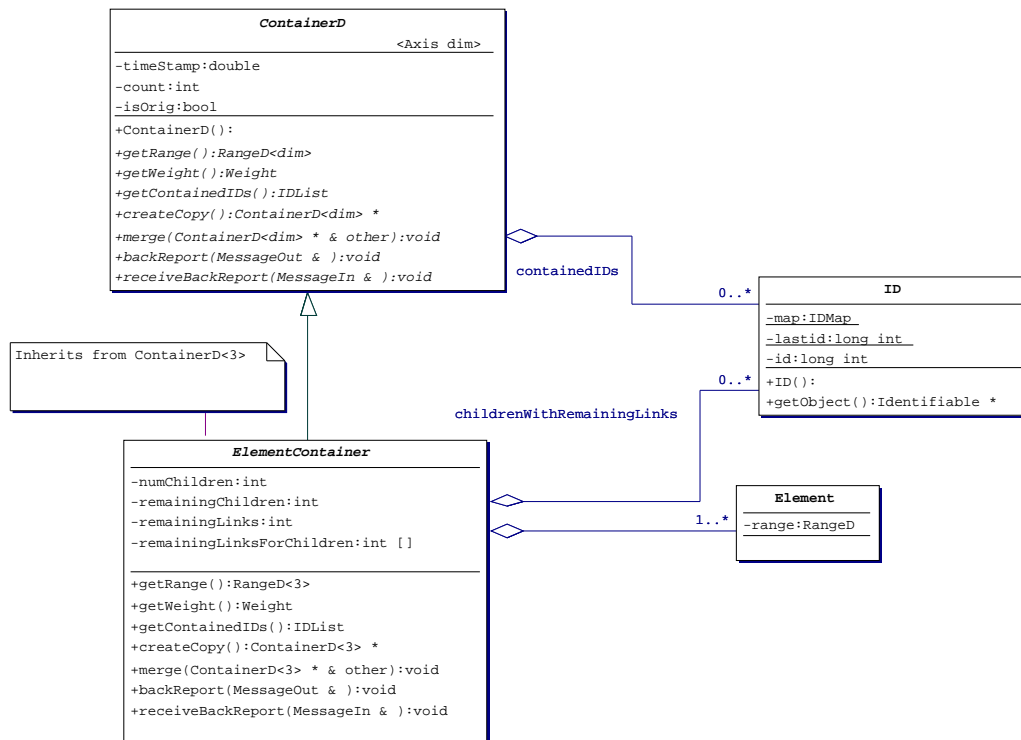 ContainerD
<Axis dim>
-timeStamp:double
-count:int
-isOrig:bool
+ContainerD():
+getRange():RangeD<dim>
+getWeight():Weight
+getContainedIDs():IDList
+createCopy():ContainerD<dim> *
+merge(ContainerD<dim> * & other):void
+backReport(MessageOut & ):void
+receiveBackReport(MessageIn & ):void
containedIDs
0..*
ID
-map:IDMap
-lastid:long int
-id:long int
+ID():
+getObject():Identifiable *
Inherits from ContainerD<3>
0..*
childrenWithRemainingLinks
ElementContainer
-numChildren:int
-remainingChildren:int
-remainingLinks:int
-remainingLinksForChildren:int []
+getRange():RangeD<3>
+getWeight():Weight
+getContainedIDs():IDList
+createCopy():ContainerD<3> *
+merge(ContainerD<3> * & other):void
+backReport(MessageOut & ):void
+receiveBackReport(MessageIn & ):void
1..*
Element
-range:RangeD